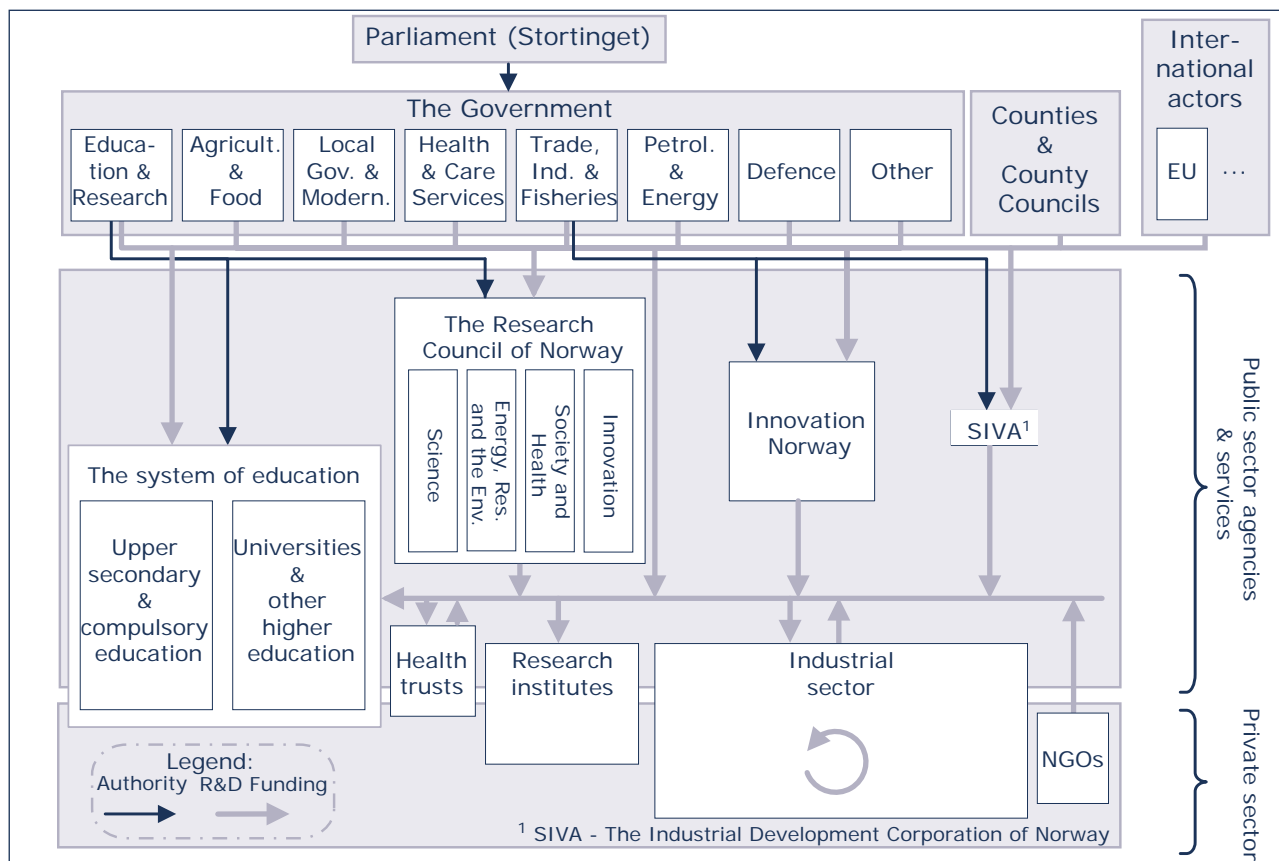 Parliament (Stortinget)
Inter-
national
actors
EU
...
The Government
Educa-
tion &
Research
Agricult.
&
Food
Local
Gov. &
Modern.
Health
& Care
Services
Trade,
Ind. &
Fisheries
Petrol.
&
Energy
Defence
Other
Counties
&
County
Councils
The Research
Council of Norway
Science
Energy, Res.
and the Env.
Society and
Health
Innovation
Innovation
Norway
SIVA¹
Public sector agencies
& services
The system of education
Upper
secondary
&
compulsory
education
Universities
&
other
higher
education
Health
trusts
Research
institutes
Industrial
sector
NGOs
Private sector
Legend:
Authority R&D Funding
¹ SIVA - The Industrial Development Corporation of Norway